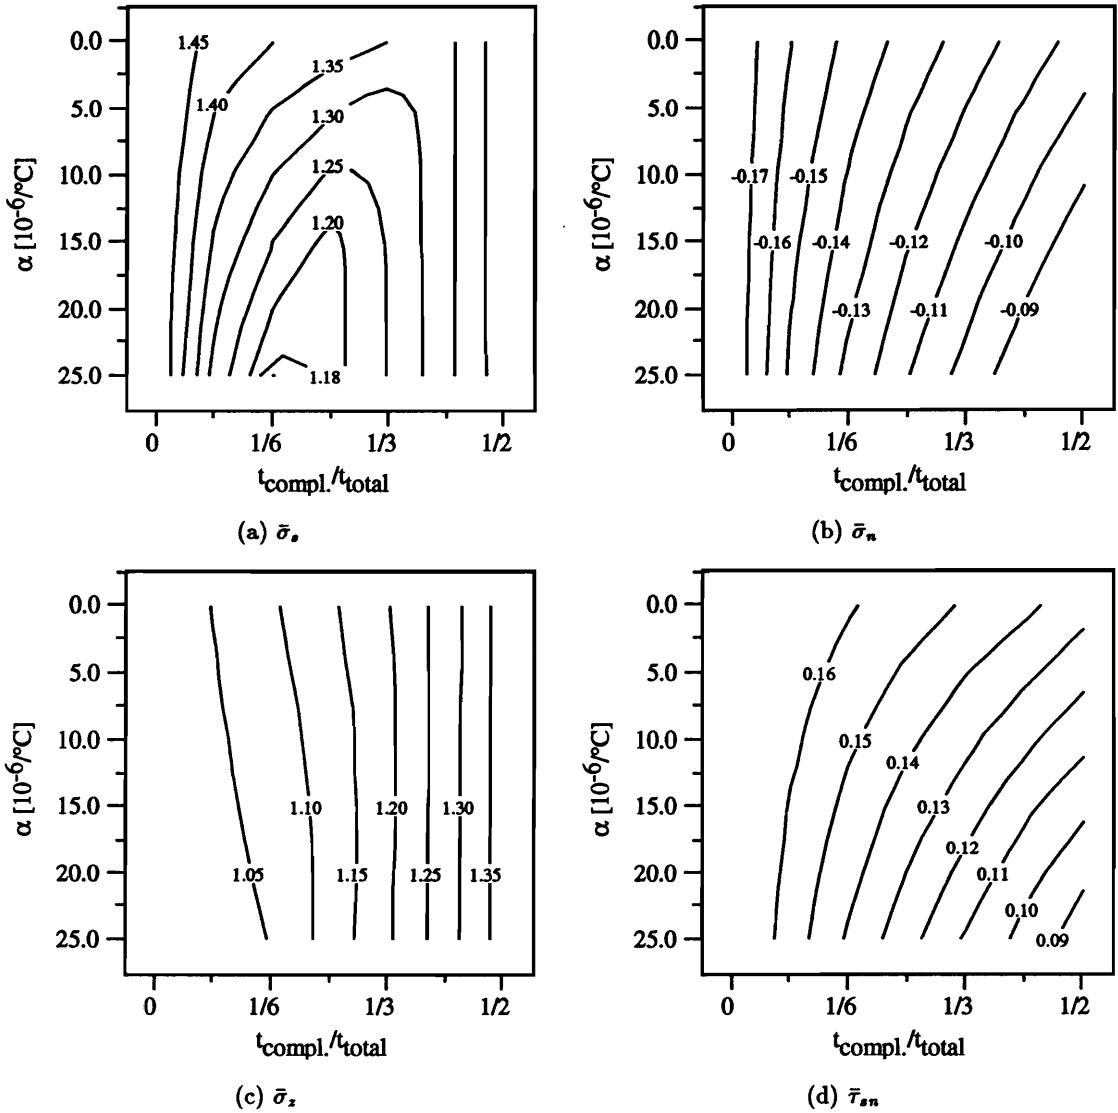 0.0
5.0
10.0
15.0
20.0
25.0
α [10⁻⁶/°C]
1.45
1.40
1.35
1.30
1.25
1.20
1.18
0 1/6 1/3 1/2
t_compl./t_total
(a) σ̄_s
0.0
5.0
10.0
15.0
20.0
25.0
α [10⁻⁶/°C]
-0.17 -0.15
-0.16 -0.14 -0.12 -0.10
-0.13 -0.11 -0.09
0 1/6 1/3 1/2
t_compl./t_total
(b) σ̄_n
0.0
5.0
10.0
15.0
20.0
25.0
α [10⁻⁶/°C]
1.10 1.20 1.30
1.05 1.15 1.25 1.35
0 1/6 1/3 1/2
t_compl./t_total
(c) σ̄_z
0.0
5.0
10.0
15.0
20.0
25.0
α [10⁻⁶/°C]
0.16
0.15
0.14
0.13
0.12
0.11
0.10
0.09
0 1/6 1/3 1/2
t_compl./t_total
(d) τ̄_sn